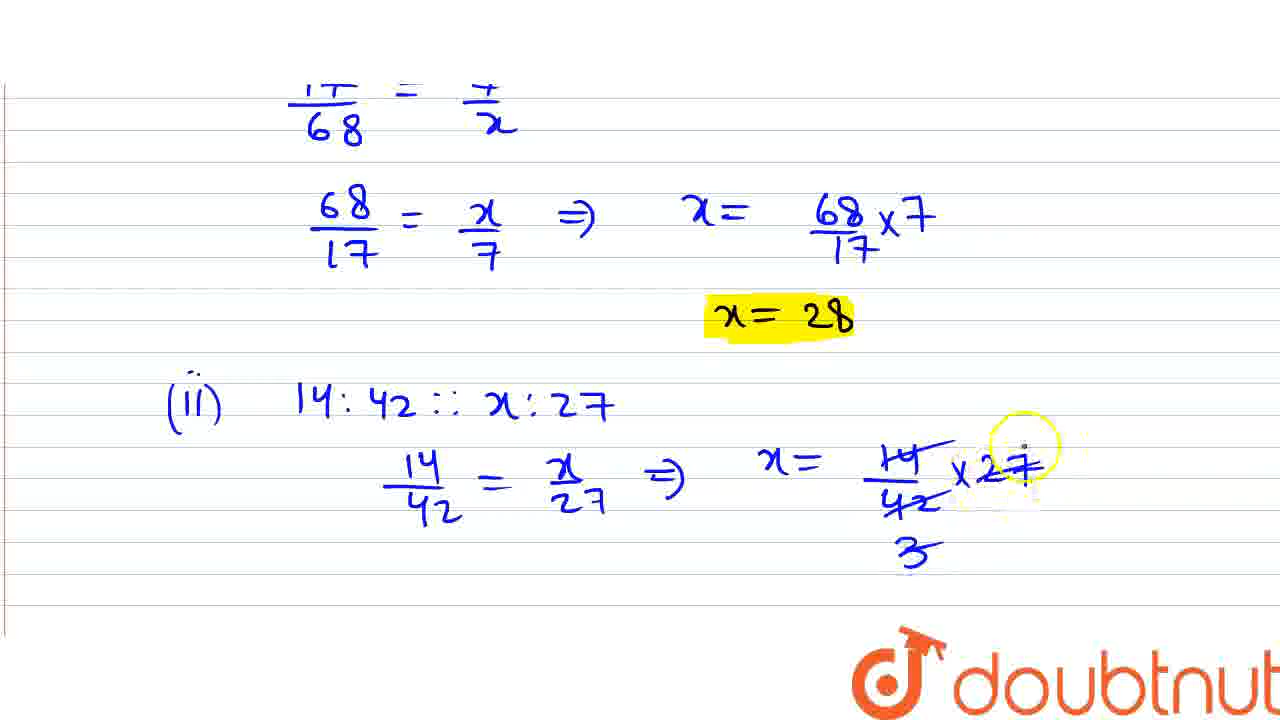 68 = x
68/17 = x/7 ⇒ x = 68/17 × 7
x = 28
(ii) 14 : 42 :: x : 27
14/42 = x/27 ⇒ x = 14/42 × 27
3
doubtnut